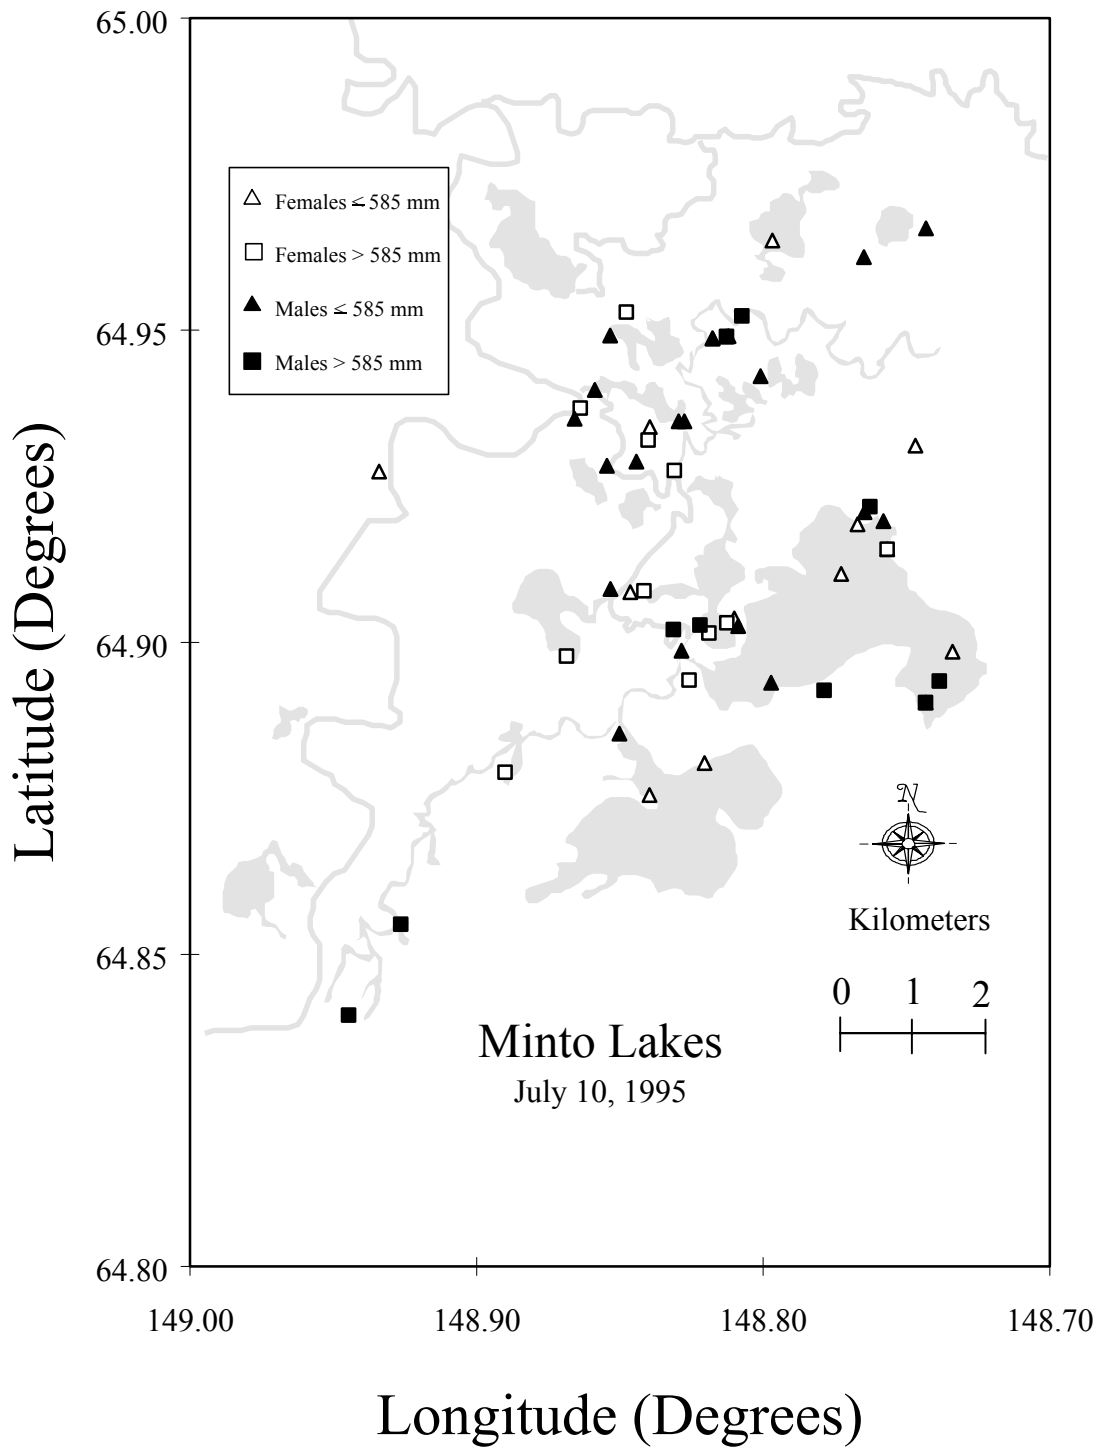 65.00
Females ≤ 585 mm
Females > 585 mm
Males ≤ 585 mm
Males > 585 mm
64.95
64.90
64.85
64.80
Latitude (Degrees)
N
Kilometers
0 1 2
Minto Lakes
July 10, 1995
149.00 148.90 148.80 148.70
Longitude (Degrees)